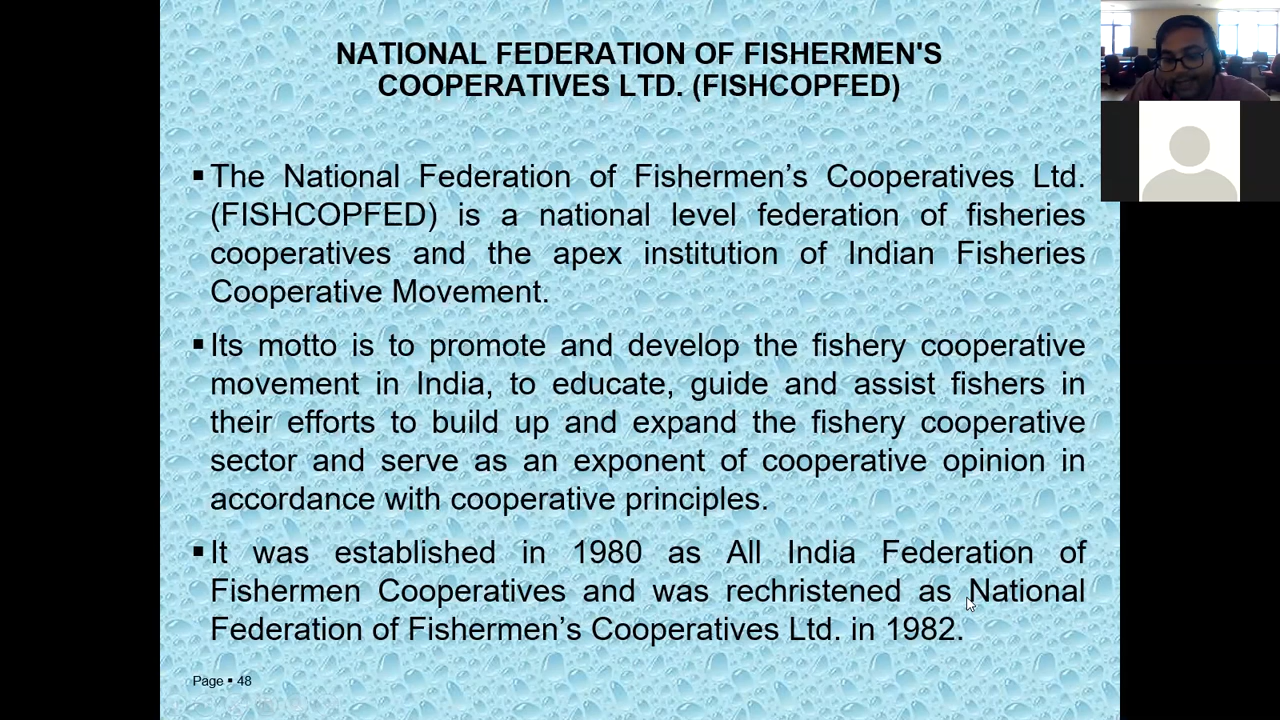 NATIONAL FEDERATION OF FISHERMEN'S
COOPERATIVES LTD. (FISHCOPFED)
▪ The National Federation of Fishermen’s Cooperatives Ltd.
(FISHCOPFED) is a national level federation of fisheries
cooperatives and the apex institution of Indian Fisheries
Cooperative Movement.
▪ Its motto is to promote and develop the fishery cooperative
movement in India, to educate, guide and assist fishers in
their efforts to build up and expand the fishery cooperative
sector and serve as an exponent of cooperative opinion in
accordance with cooperative principles.
▪ It was established in 1980 as All India Federation of
Fishermen Cooperatives and was rechristened as National
Federation of Fishermen’s Cooperatives Ltd. in 1982.
Page ▪ 48